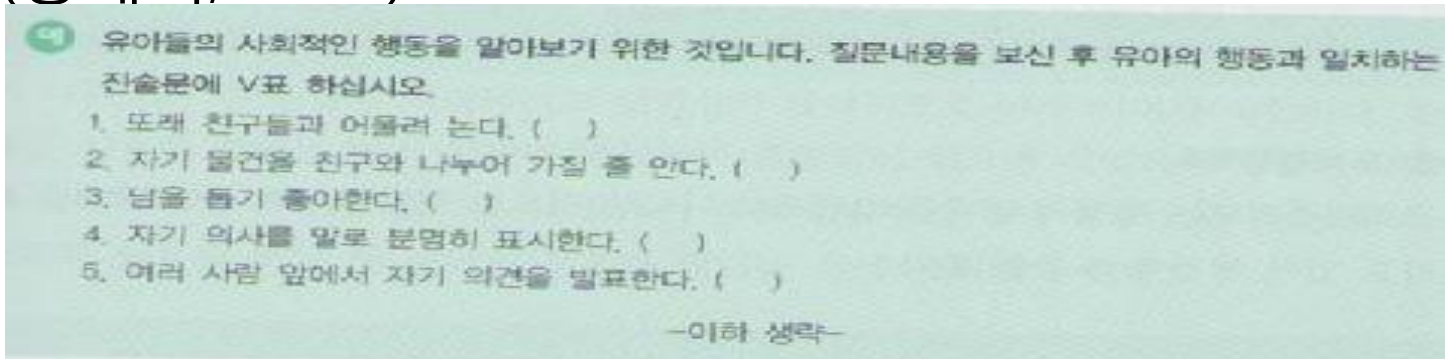 예 유아들의 사회적인 행동을 알아보기 위한 것입니다. 질문내용을 보신 후 유아의 행동과 일치하는
진술문에 V표 하십시오.
1. 또래 친구들과 어울려 논다. ( )
2. 자기 물건을 친구와 나누어 가질 줄 안다. ( )
3. 남을 돕기 좋아한다. ( )
4. 자기 의사를 말로 분명히 표시한다. ( )
5. 여러 사람 앞에서 자기 의견을 발표한다. ( )
-이하 생략-